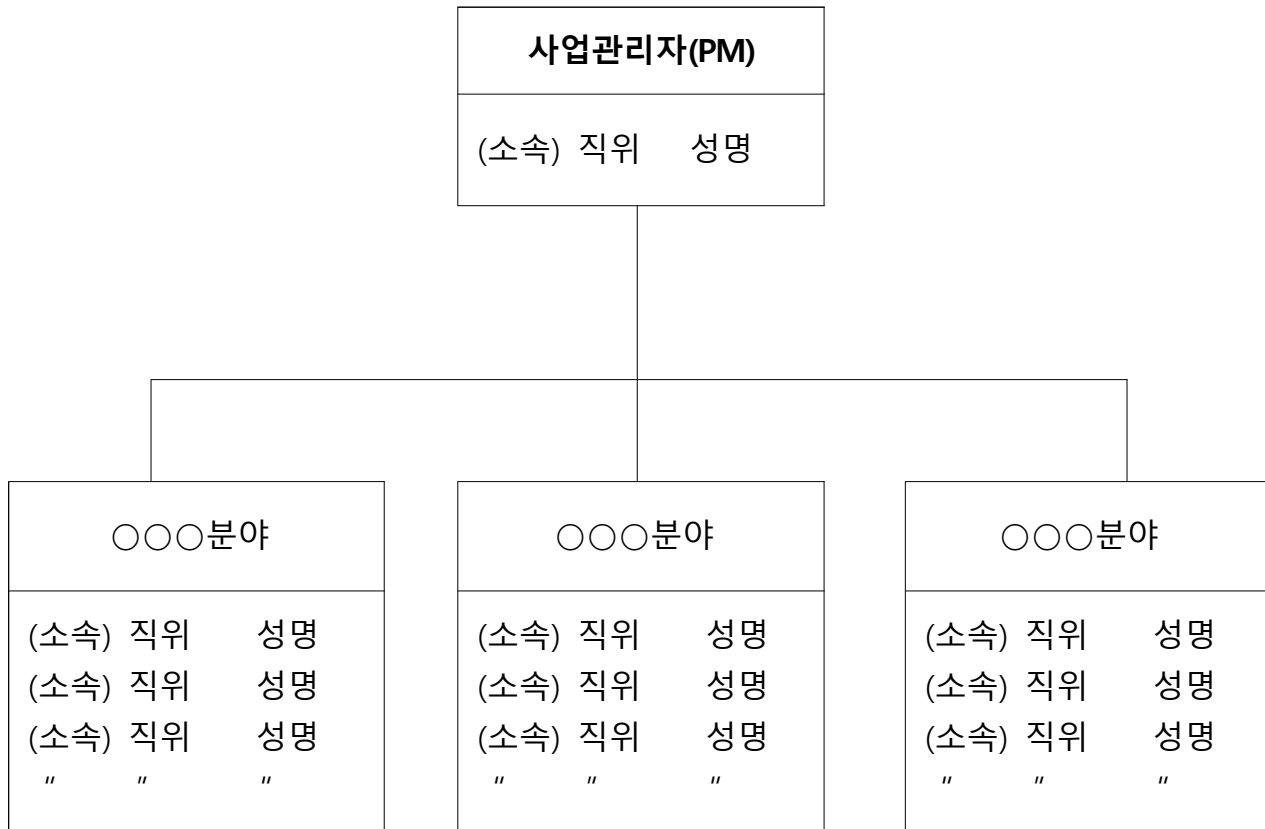 사업관리자(PM)
(소속) 직위 성명
○○○분야
(소속) 직위 성명
(소속) 직위 성명
(소속) 직위 성명
〃 〃 〃
○○○분야
(소속) 직위 성명
(소속) 직위 성명
(소속) 직위 성명
〃 〃 〃
○○○분야
(소속) 직위 성명
(소속) 직위 성명
(소속) 직위 성명
〃 〃 〃